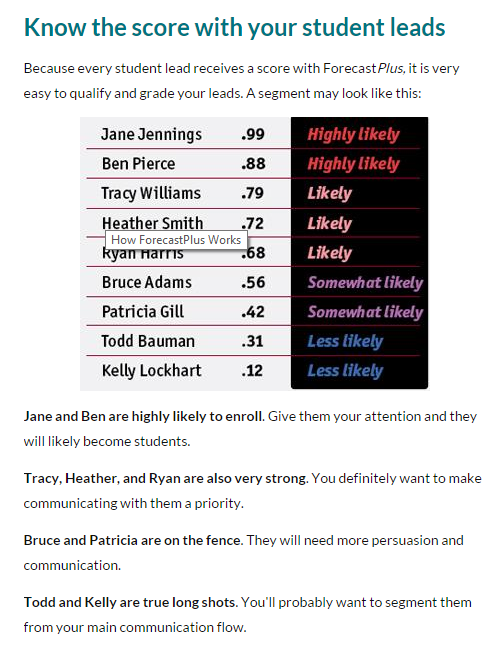 Know the score with your student leads
Because every student lead receives a score with ForecastPlus, it is very
easy to qualify and grade your leads. A segment may look like this:
Jane Jennings .99 Highly likely
Ben Pierce .88 Highly likely
Tracy Williams .79 Likely
Heather Smith .72 Likely
How ForecastPlus Works
Ryan Harris .68 Likely
Bruce Adams .56 Somewhat likely
Patricia Gill .42 Somewhat likely
Todd Bauman .31 Less likely
Kelly Lockhart .12 Less likely
Jane and Ben are highly likely to enroll. Give them your attention and they
will likely become students.
Tracy, Heather, and Ryan are also very strong. You definitely want to make
communicating with them a priority.
Bruce and Patricia are on the fence. They will need more persuasion and
communication.
Todd and Kelly are true long shots. You'll probably want to segment them
from your main communication flow.